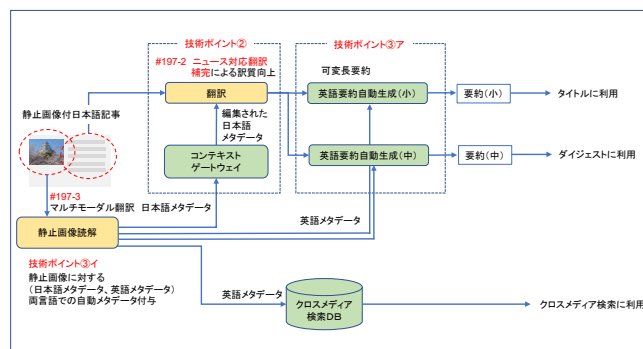 技術ポイント②
#197-2 ニュース対応翻訳
補完による訳質向上
翻訳
編集された
日本語
メタデータ
コンテキスト
ゲートウェイ
技術ポイント③ア
可変長要約
英語要約自動生成(小)
要約(小)
タイトルに利用
英語要約自動生成(中)
要約(中)
ダイジェストに利用
静止画像付日本語記事
#197-3
マルチモーダル翻訳 日本語メタデータ
静止画像読解
英語メタデータ
技術ポイント③イ
静止画像に対する
(日本語メタデータ、英語メタデータ)
両言語での自動メタデータ付与
英語メタデータ
クロスメディア
検索DB
クロスメディア検索に利用